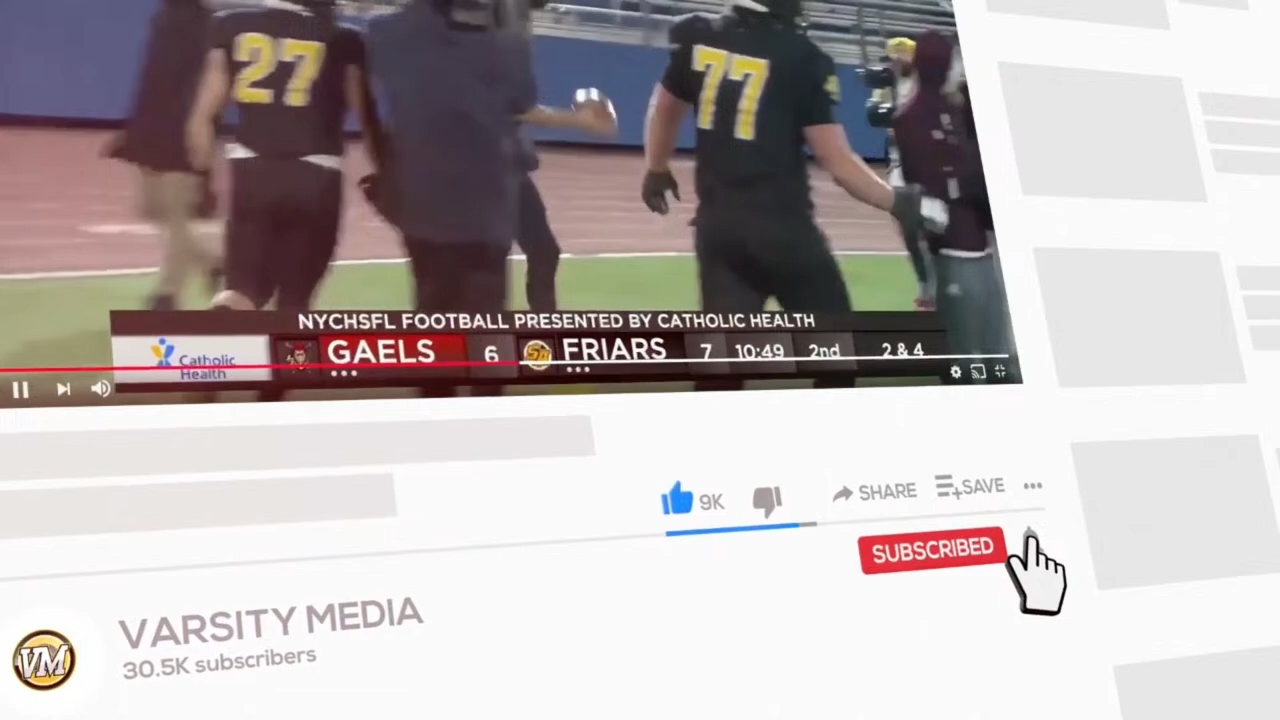 27
77
NYCHSFL FOOTBALL PRESENTED BY CATHOLIC HEALTH
Catholic Health
GAELS 6 FRIARS 7 10:49 2nd 2 & 4
9K SHARE SAVE
SUBSCRIBED
VARSITY MEDIA
30.5K subscribers
VM